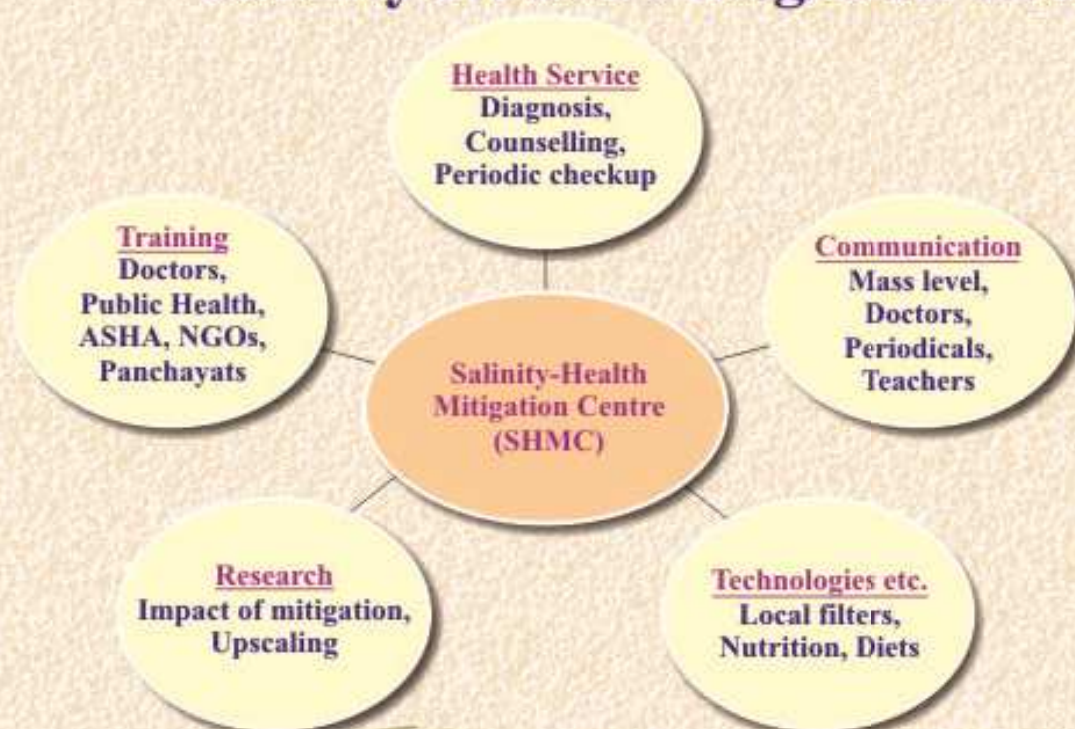 Health Service
Diagnosis,
Counselling,
Periodic checkup
Training
Doctors,
Public Health,
ASHA, NGOs,
Panchayats
Communication
Mass level,
Doctors,
Periodicals,
Teachers
Salinity-Health
Mitigation Centre
(SHMC)
Research
Impact of mitigation,
Upscaling
Technologies etc.
Local filters,
Nutrition, Diets